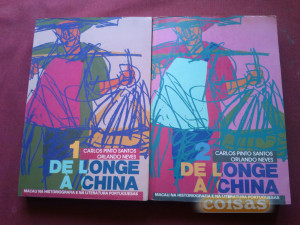 1
CARLOS PINTO SANTOS
ORLANDO NEVES
DE LONGE
A CHINA
MACAU NA HISTORIOGRAFIA E NA LITERATURA PORTUGUESAS
2
CARLOS PINTO SANTOS
ORLANDO NEVES
DE LONGE
A CHINA
MACAU NA HISTORIOGRAFIA E NA LITERATURA PORTUGUESAS
coisas